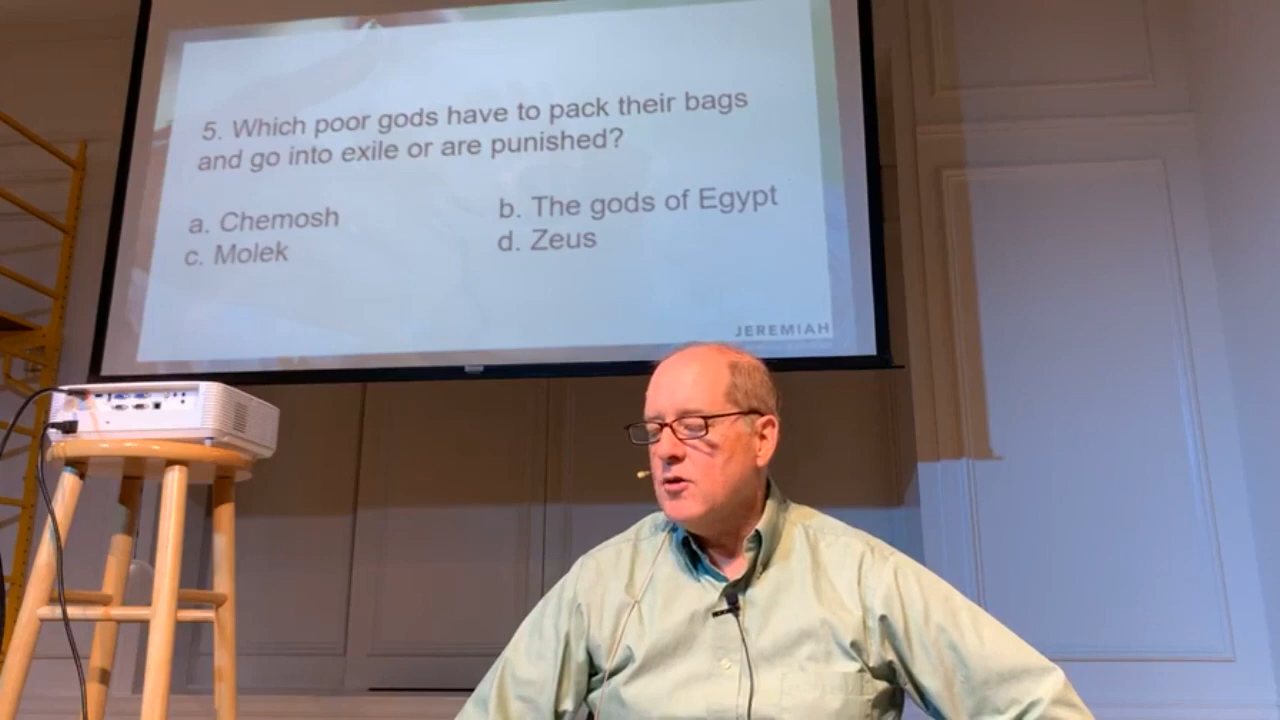 5. Which poor gods have to pack their bags
and go into exile or are punished?
a. Chemosh
b. The gods of Egypt
c. Molek
d. Zeus
JEREMIAH